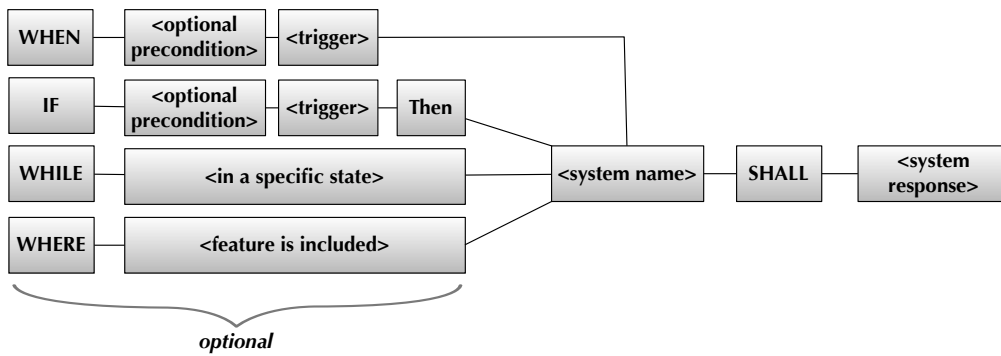 WHEN
<optional
precondition>
<trigger>
IF
<optional
precondition>
<trigger>
Then
WHILE
<in a specific state>
<system name>
SHALL
<system
response>
WHERE
<feature is included>
optional